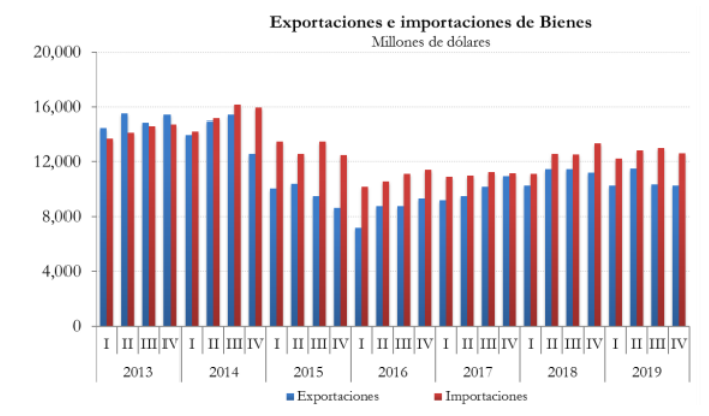 Exportaciones e importaciones de Bienes
Millones de dólares
20,000
16,000
12,000
8,000
4,000
0
I II III IV I II III IV I II III IV I II III IV I II III IV I II III IV I II III IV
2013 2014 2015 2016 2017 2018 2019
Exportaciones Importaciones